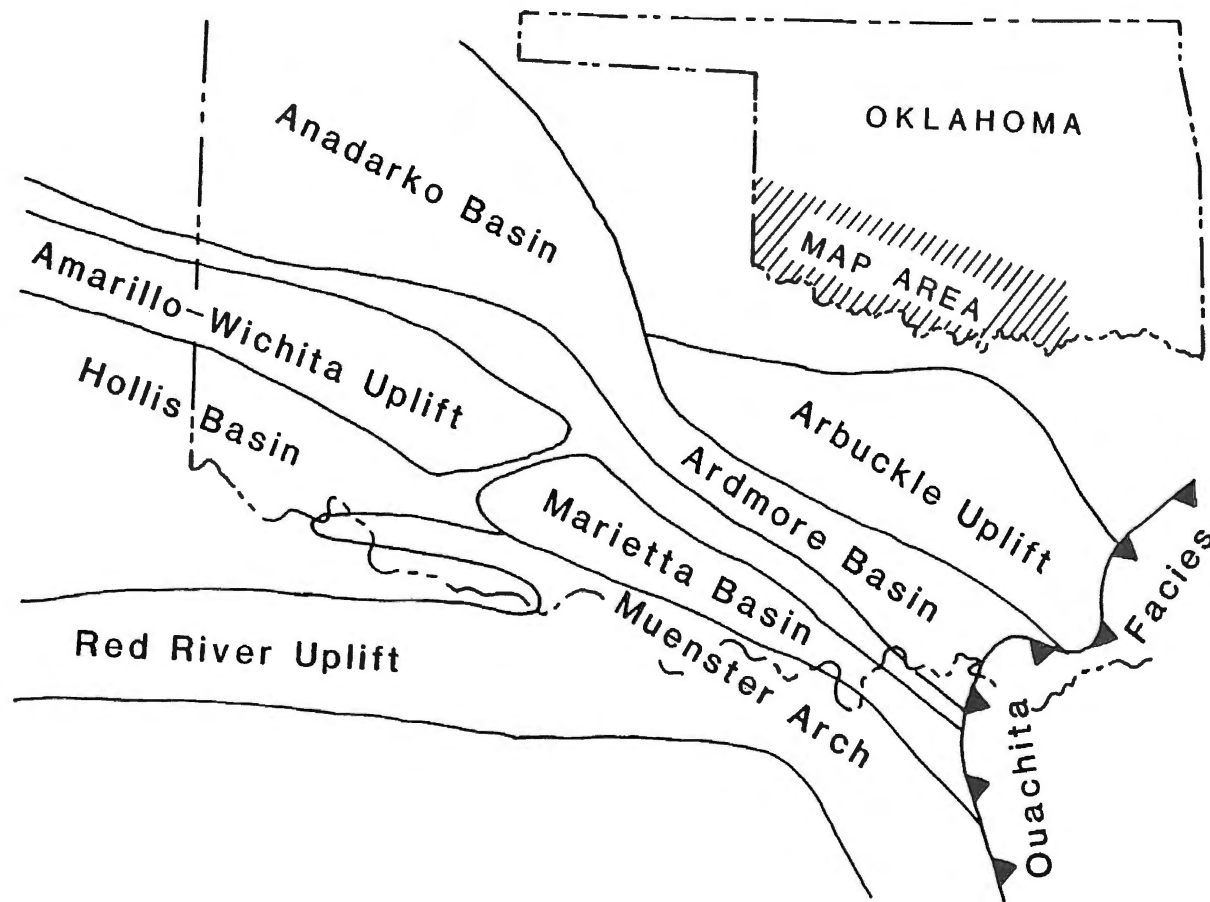 OKLAHOMA
MAP AREA
Anadarko Basin
Amarillo-Wichita Uplift
Hollis Basin
Arbuckle Uplift
Ardmore Basin
Marietta Basin
Muenster Arch
Red River Uplift
Ouachita Facies